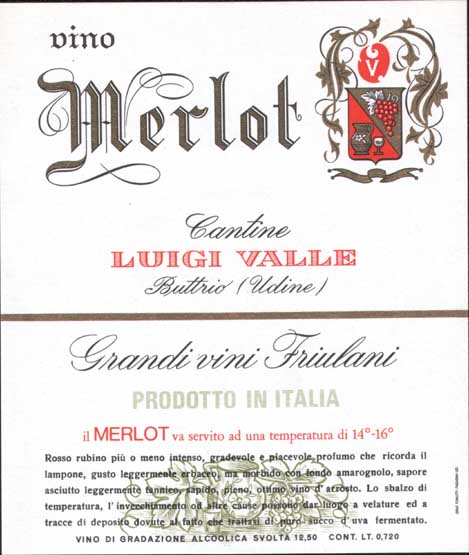 vino
Merlot
V
Cantine
LUIGI VALLE
Buttrio (Udine)
Grandi vini Friulani
PRODOTTO IN ITALIA
il MERLOT va servito ad una temperatura di 14°-16°
Rosso rubino più o meno intenso, gradevole e piacevole profumo che ricorda il
lampone, gusto leggermente erbaceo, ma morbido con fondo amarognolo, sapore
asciutto leggermente tannico, sapido, pieno, ottimo vino d'arrosto. Lo sbalzo di
temperatura, l'invecchiamento od altre cause possono dar luogo a velature ed a
tracce di deposito dovute al fatto che trattasi di puro succo d'uva fermentato.
VINO DI GRADAZIONE ALCOOLICA SVOLTA 12,50 CONT. LT. 0,720